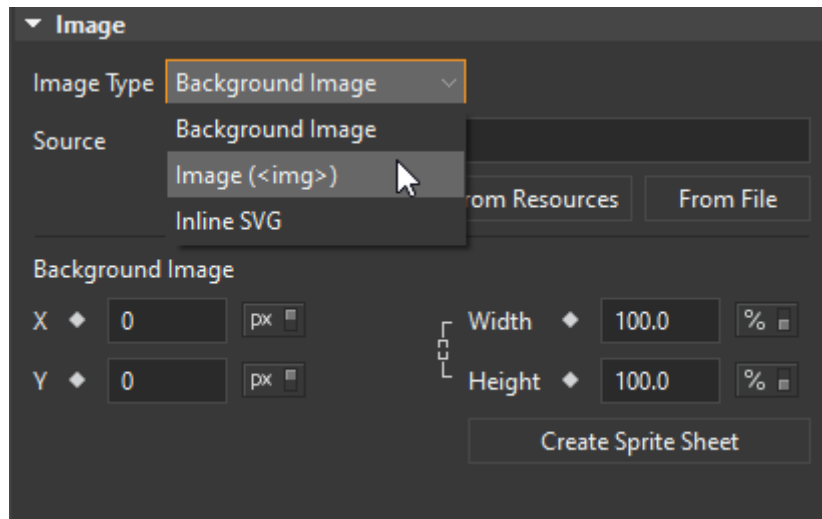 Image
Image Type Background Image
Background Image
Source
Image (<img>)
rom Resources From File
Inline SVG
Background Image
X 0 px Width 100.0 %
Y 0 px Height 100.0 %
Create Sprite Sheet